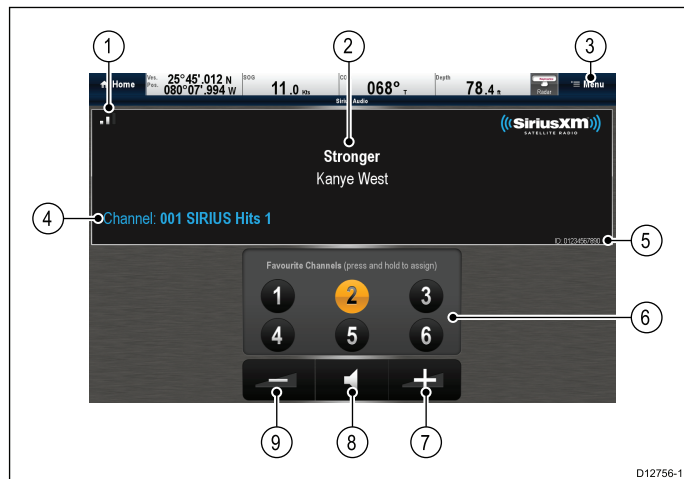 1 2 3
Home Ves. Pos. 25°45'.012 N 080°07'.994 W SOG 11.0 Kts 068° T Depth 78.4 ft Radar Menu
Sirius Audio
((SiriusXM))
SATELLITE RADIO
Stronger
Kanye West
4 Channel: 001 SIRIUS Hits 1
ID: 01234567890 5
Favourite Channels (press and hold to assign)
1 2 3
6
4 5 6
9 8 7
D12756-1